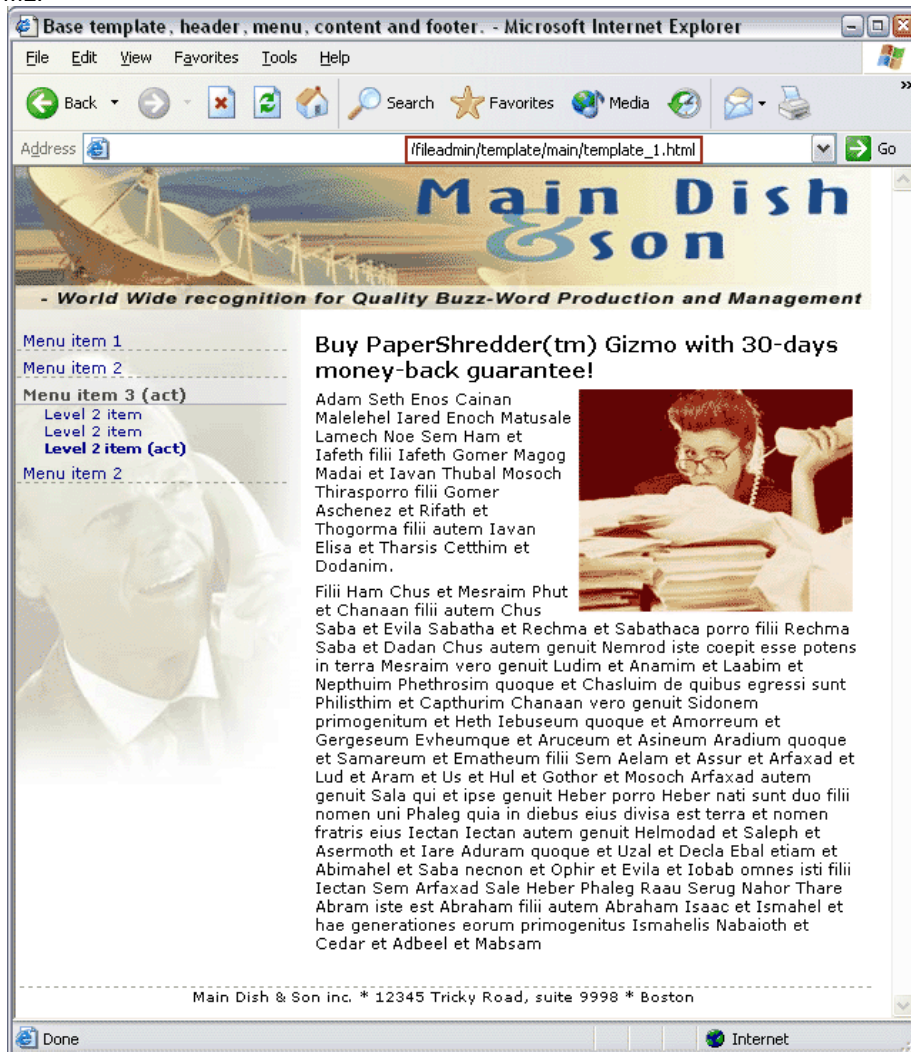 Base template, header, menu, content and footer. - Microsoft Internet Explorer
File Edit View Favorites Tools Help
Back Search Favorites Media
Address /fileadmin/template/main/template_1.html Go
Main Dish
& son
- World Wide recognition for Quality Buzz-Word Production and Management
Menu item 1
Menu item 2
Menu item 3 (act)
Level 2 item
Level 2 item
Level 2 item (act)
Menu item 2
Buy PaperShredder(tm) Gizmo with 30-days
money-back guarantee!
Adam Seth Enos Cainan
Malelehel Iared Enoch Matusale
Lamech Noe Sem Ham et
Iafeth filii Iafeth Gomer Magog
Madai et Iavan Thubal Mosoch
Thirasporro filii Gomer
Aschenez et Rifath et
Thogorma filii autem Iavan
Elisa et Tharsis Cetthim et
Dodanim.
Filii Ham Chus et Mesraim Phut
et Chanaan filii autem Chus
Saba et Evila Sabatha et Rechma et Sabathaca porro filii Rechma
Saba et Dadan Chus autem genuit Nemrod iste coepit esse potens
in terra Mesraim vero genuit Ludim et Anamim et Laabim et
Nepthuim Phethrosim quoque et Chasluim de quibus egressi sunt
Philisthim et Capthurim Chanaan vero genuit Sidonem
primogenitum et Heth Iebuseum quoque et Amorreum et
Gergeseum Evheumque et Aruceum et Asineum Aradium quoque
et Samareum et Ematheum filii Sem Aelam et Assur et Arfaxad et
Lud et Aram et Us et Hul et Gothor et Mosoch Arfaxad autem
genuit Sala qui et ipse genuit Heber porro Heber nati sunt duo filii
nomen uni Phaleg quia in diebus eius divisa est terra et nomen
fratris eius Iectan Iectan autem genuit Helmodad et Saleph et
Asermoth et Iare Aduram quoque et Uzal et Decla Ebal etiam et
Abimahel et Saba necnon et Ophir et Evila et Iobab omnes isti filii
Iectan Sem Arfaxad Sale Heber Phaleg Raau Serug Nahor Thare
Abram iste est Abraham filii autem Abraham Isaac et Ismahel et
hae generationes eorum primogenitus Ismahelis Nabaioth et
Cedar et Adbeel et Mabsam
Main Dish & Son inc. * 12345 Tricky Road, suite 9998 * Boston
Done Internet